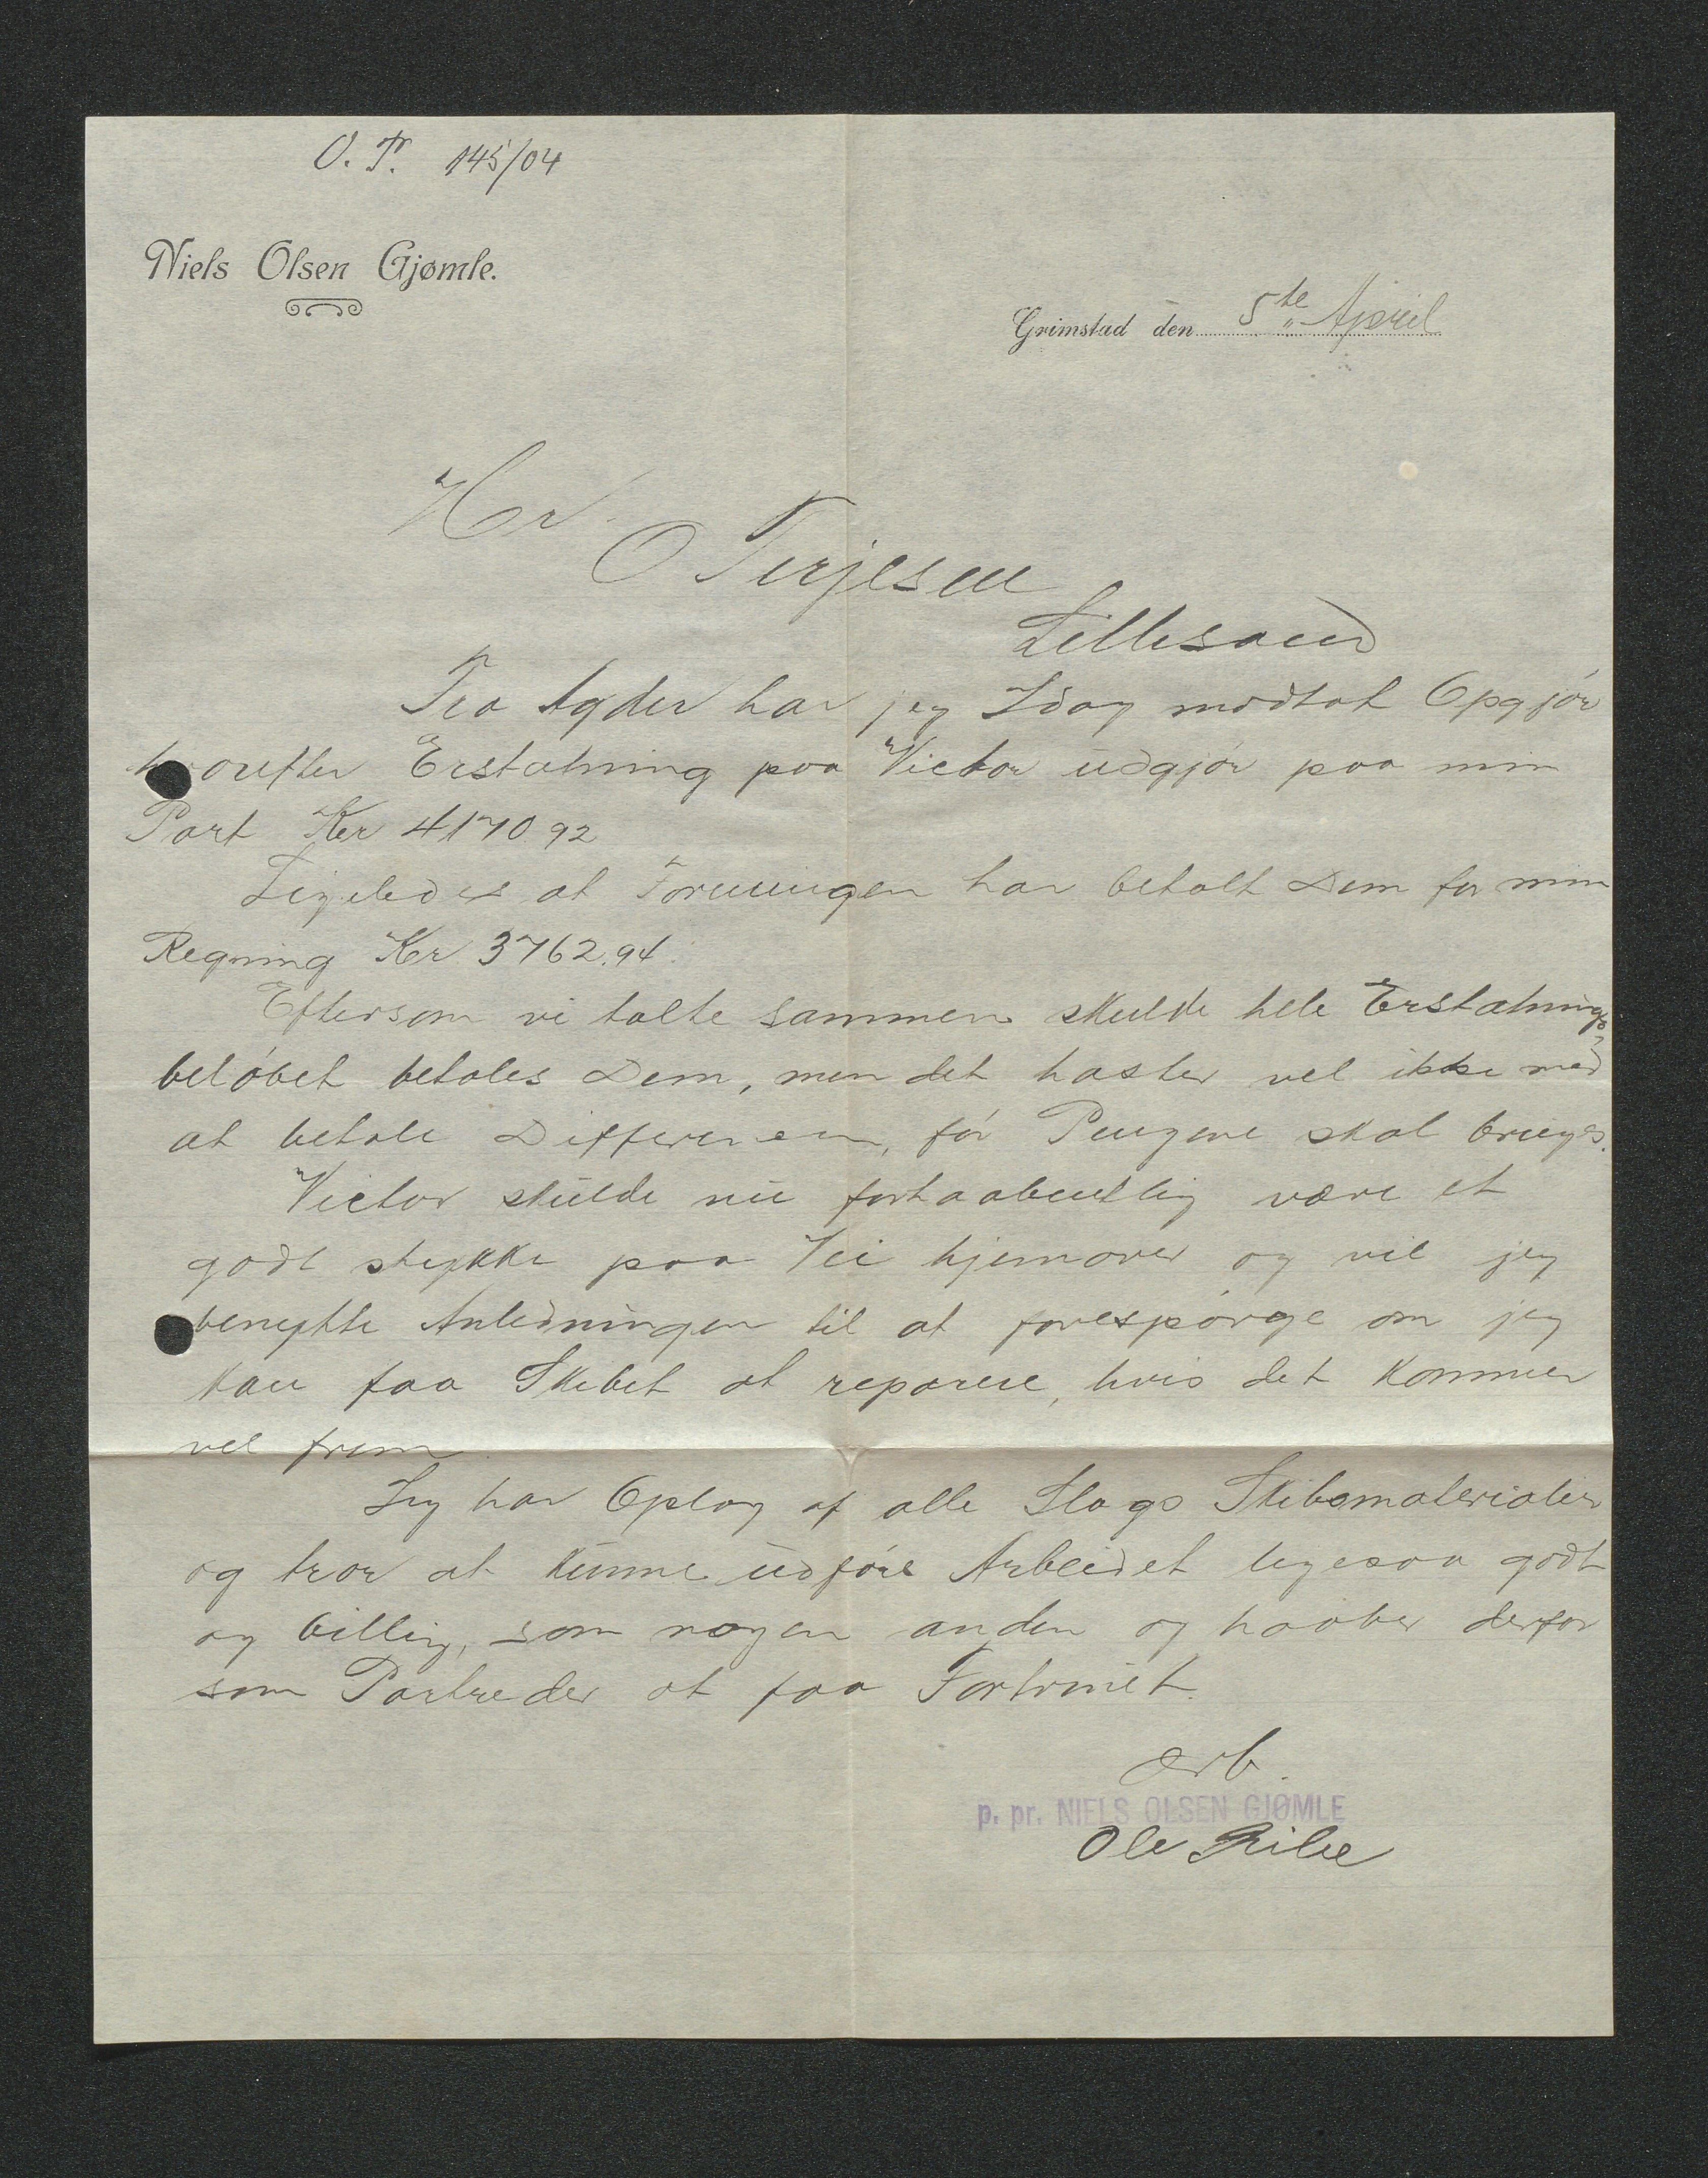 O. T. 145/04
Niels Olsen Gjømle.
Grimstad den 5te April
Hr.
O Terjesen
Lillesand
Fra Agder har jeg Idag modtat Opgjör
hvorefter Erstatning paa Victor udgjör paa min
Part Kr 4170.92
Ligeledes at Foreningen har betalt Dem for min
Regning Kr 3762.94.
Eftersom vi talte sammen skulde hele Erstatnings-
beløbet betales Dem, men det haster vel ikke med
at betale Differencen, før Pengene skal bruges.
Victor skulde nu forhaabentlig være et
godt stykke paa Vei hjemover og vil jeg
benytte Anledningen til at forespørge om jeg
kan faa Skibet at reparere, hvis det kommer
vel frem.
Jeg har Oplag af alle Slags Skibsmaterialer
og tror at kunne udføre Arbeidet ligesaa godt
og billig, som nogen anden og haaber derfor
som Partreder at faa Fortrinet.
Ærb.
p. pr. NIELS OLSEN GJØMLE
Ole